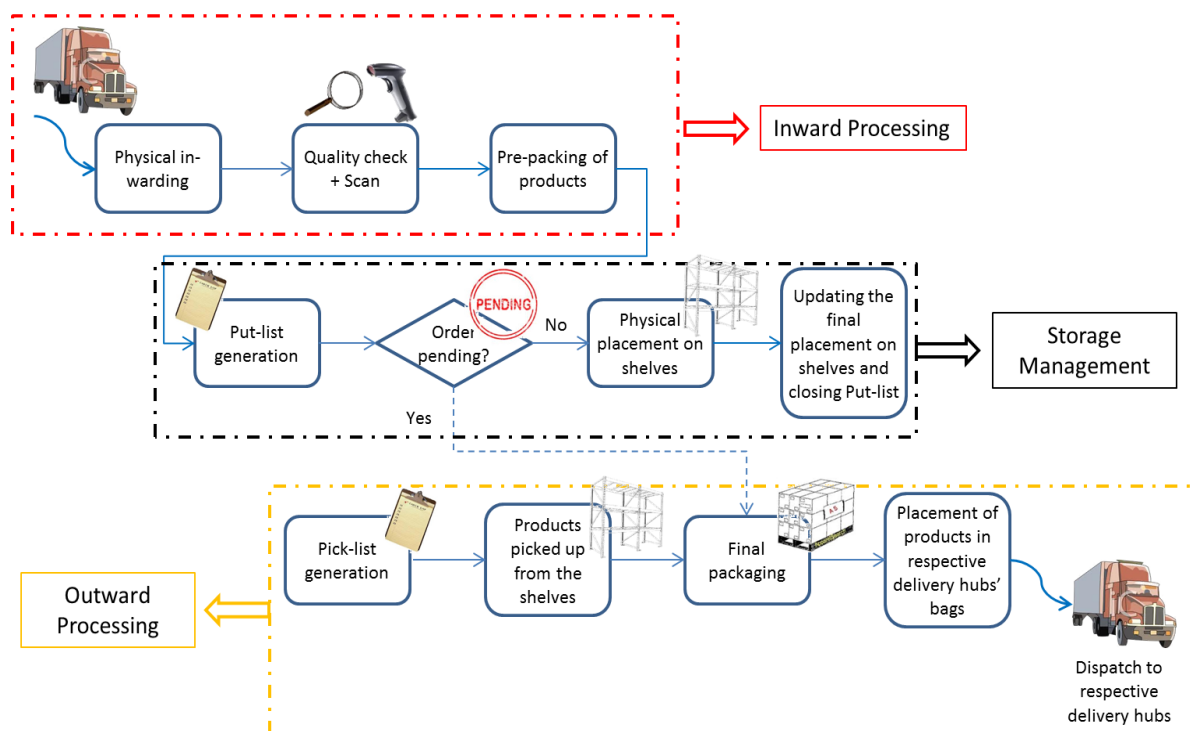 Physical in-
warding
Quality check
+ Scan
Pre-packing of
products
Inward Processing
Put-list
generation
Order
pending?
PENDING
No
Yes
Physical
placement on
shelves
Updating the
final
placement on
shelves and
closing Put-list
Storage
Management
Pick-list
generation
Products
picked up
from the
shelves
Final
packaging
Placement of
products in
respective
delivery hubs’
bags
Outward
Processing
Dispatch to
respective
delivery hubs